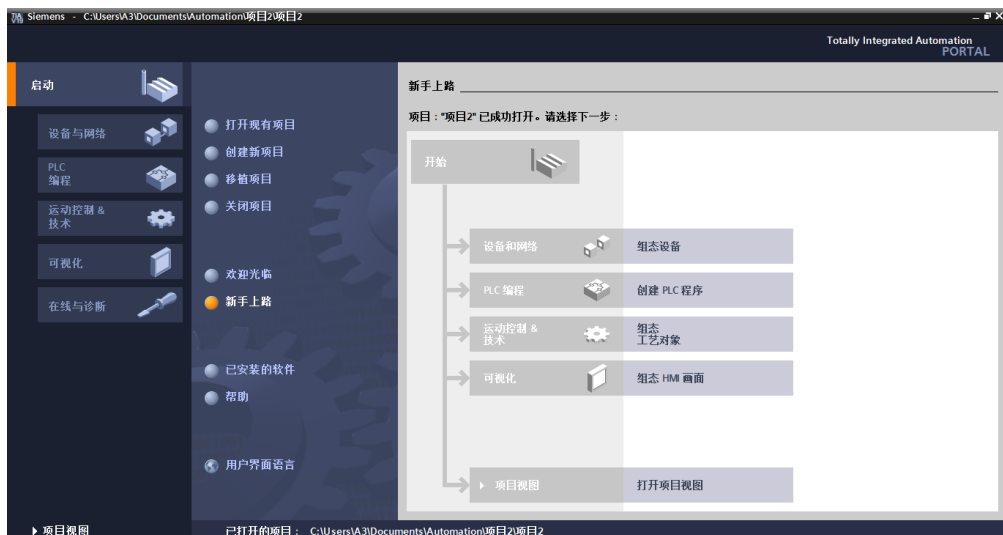 Siemens - C:\Users\A3\Documents\Automation\项目2\项目2
Totally Integrated Automation
PORTAL
启动
设备与网络
PLC
编程
运动控制 &
技术
可视化
在线与诊断
打开现有项目
创建新项目
移植项目
关闭项目
欢迎光临
新手上路
已安装的软件
帮助
用户界面语言
新手上路
项目："项目2" 已成功打开。请选择下一步：
开始
设备和网络
组态设备
PLC 编程
创建 PLC 程序
运动控制 &
技术
组态
工艺对象
可视化
组态 HMI 画面
项目视图
打开项目视图
项目视图
已打开的项目： C:\Users\A3\Documents\Automation\项目2\项目2